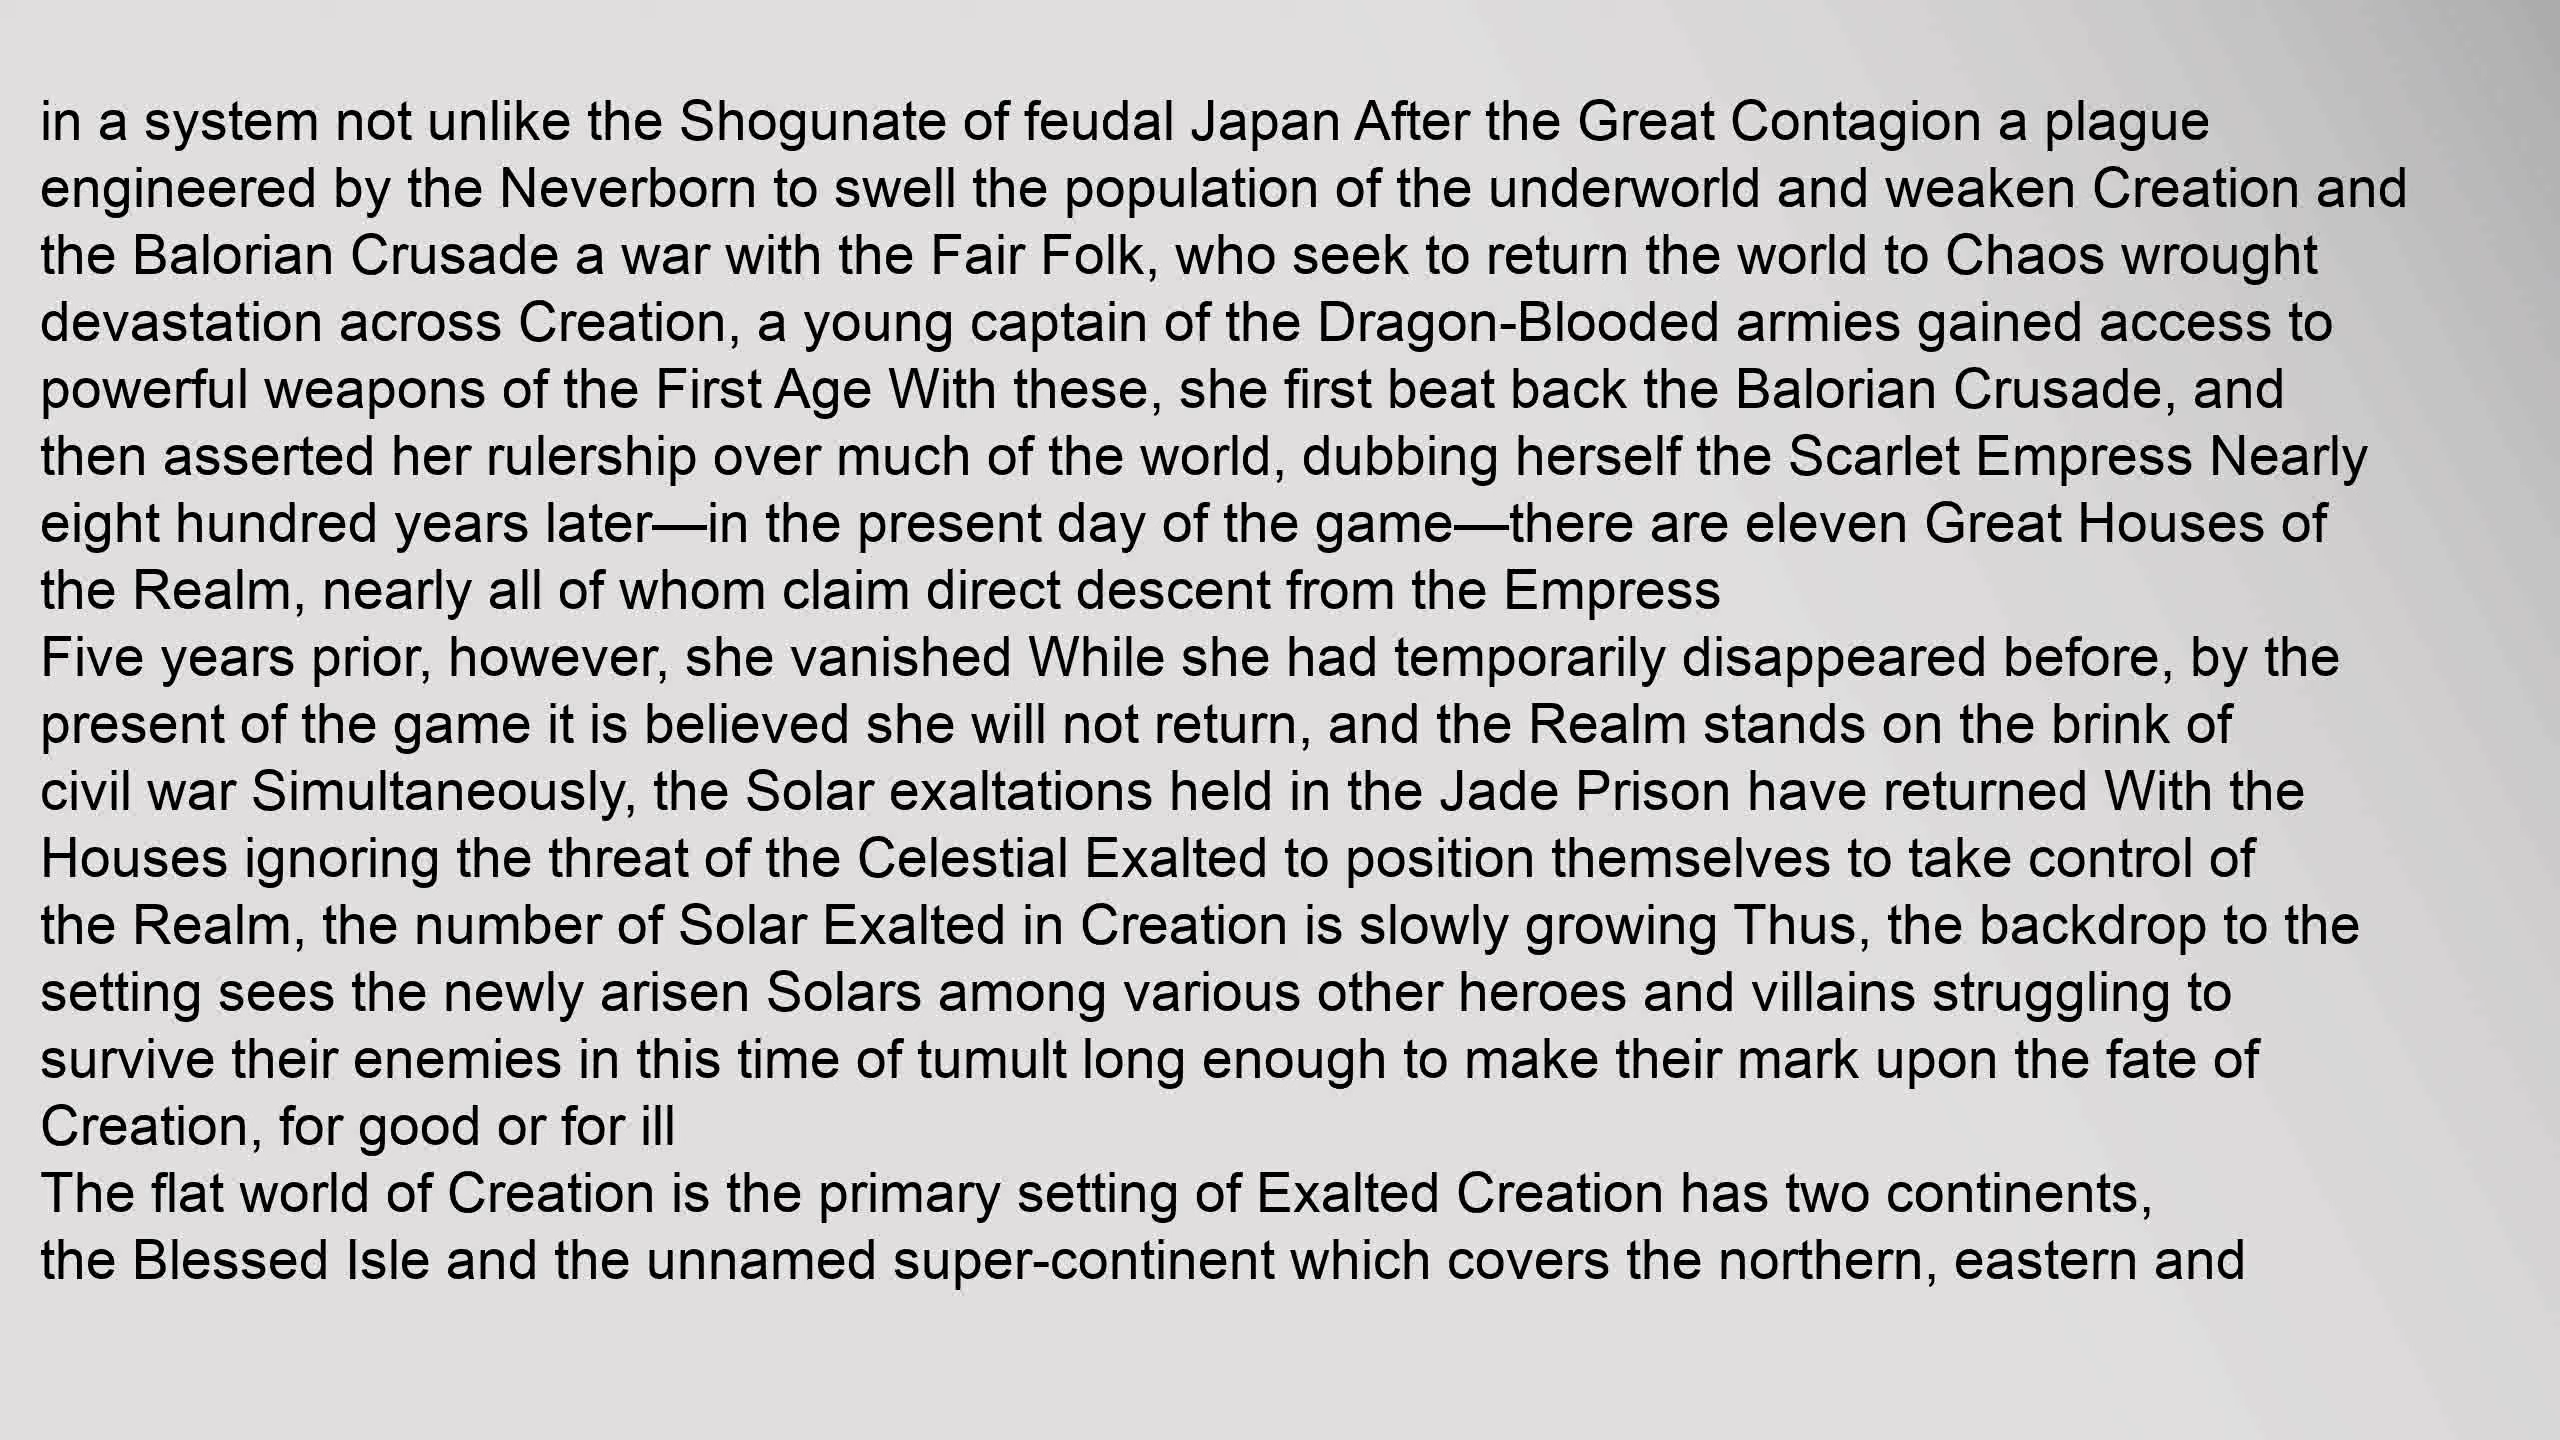 in a system not unlike the Shogunate of feudal Japan After the Great Contagion a plague
engineered by the Neverborn to swell the population of the underworld and weaken Creation and
the Balorian Crusade a war with the Fair Folk, who seek to return the world to Chaos wrought
devastation across Creation, a young captain of the Dragon-Blooded armies gained access to
powerful weapons of the First Age With these, she first beat back the Balorian Crusade, and
then asserted her rulership over much of the world, dubbing herself the Scarlet Empress Nearly
eight hundred years later—in the present day of the game—there are eleven Great Houses of
the Realm, nearly all of whom claim direct descent from the Empress
Five years prior, however, she vanished While she had temporarily disappeared before, by the
present of the game it is believed she will not return, and the Realm stands on the brink of
civil war Simultaneously, the Solar exaltations held in the Jade Prison have returned With the
Houses ignoring the threat of the Celestial Exalted to position themselves to take control of
the Realm, the number of Solar Exalted in Creation is slowly growing Thus, the backdrop to the
setting sees the newly arisen Solars among various other heroes and villains struggling to
survive their enemies in this time of tumult long enough to make their mark upon the fate of
Creation, for good or for ill
The flat world of Creation is the primary setting of Exalted Creation has two continents,
the Blessed Isle and the unnamed super-continent which covers the northern, eastern and